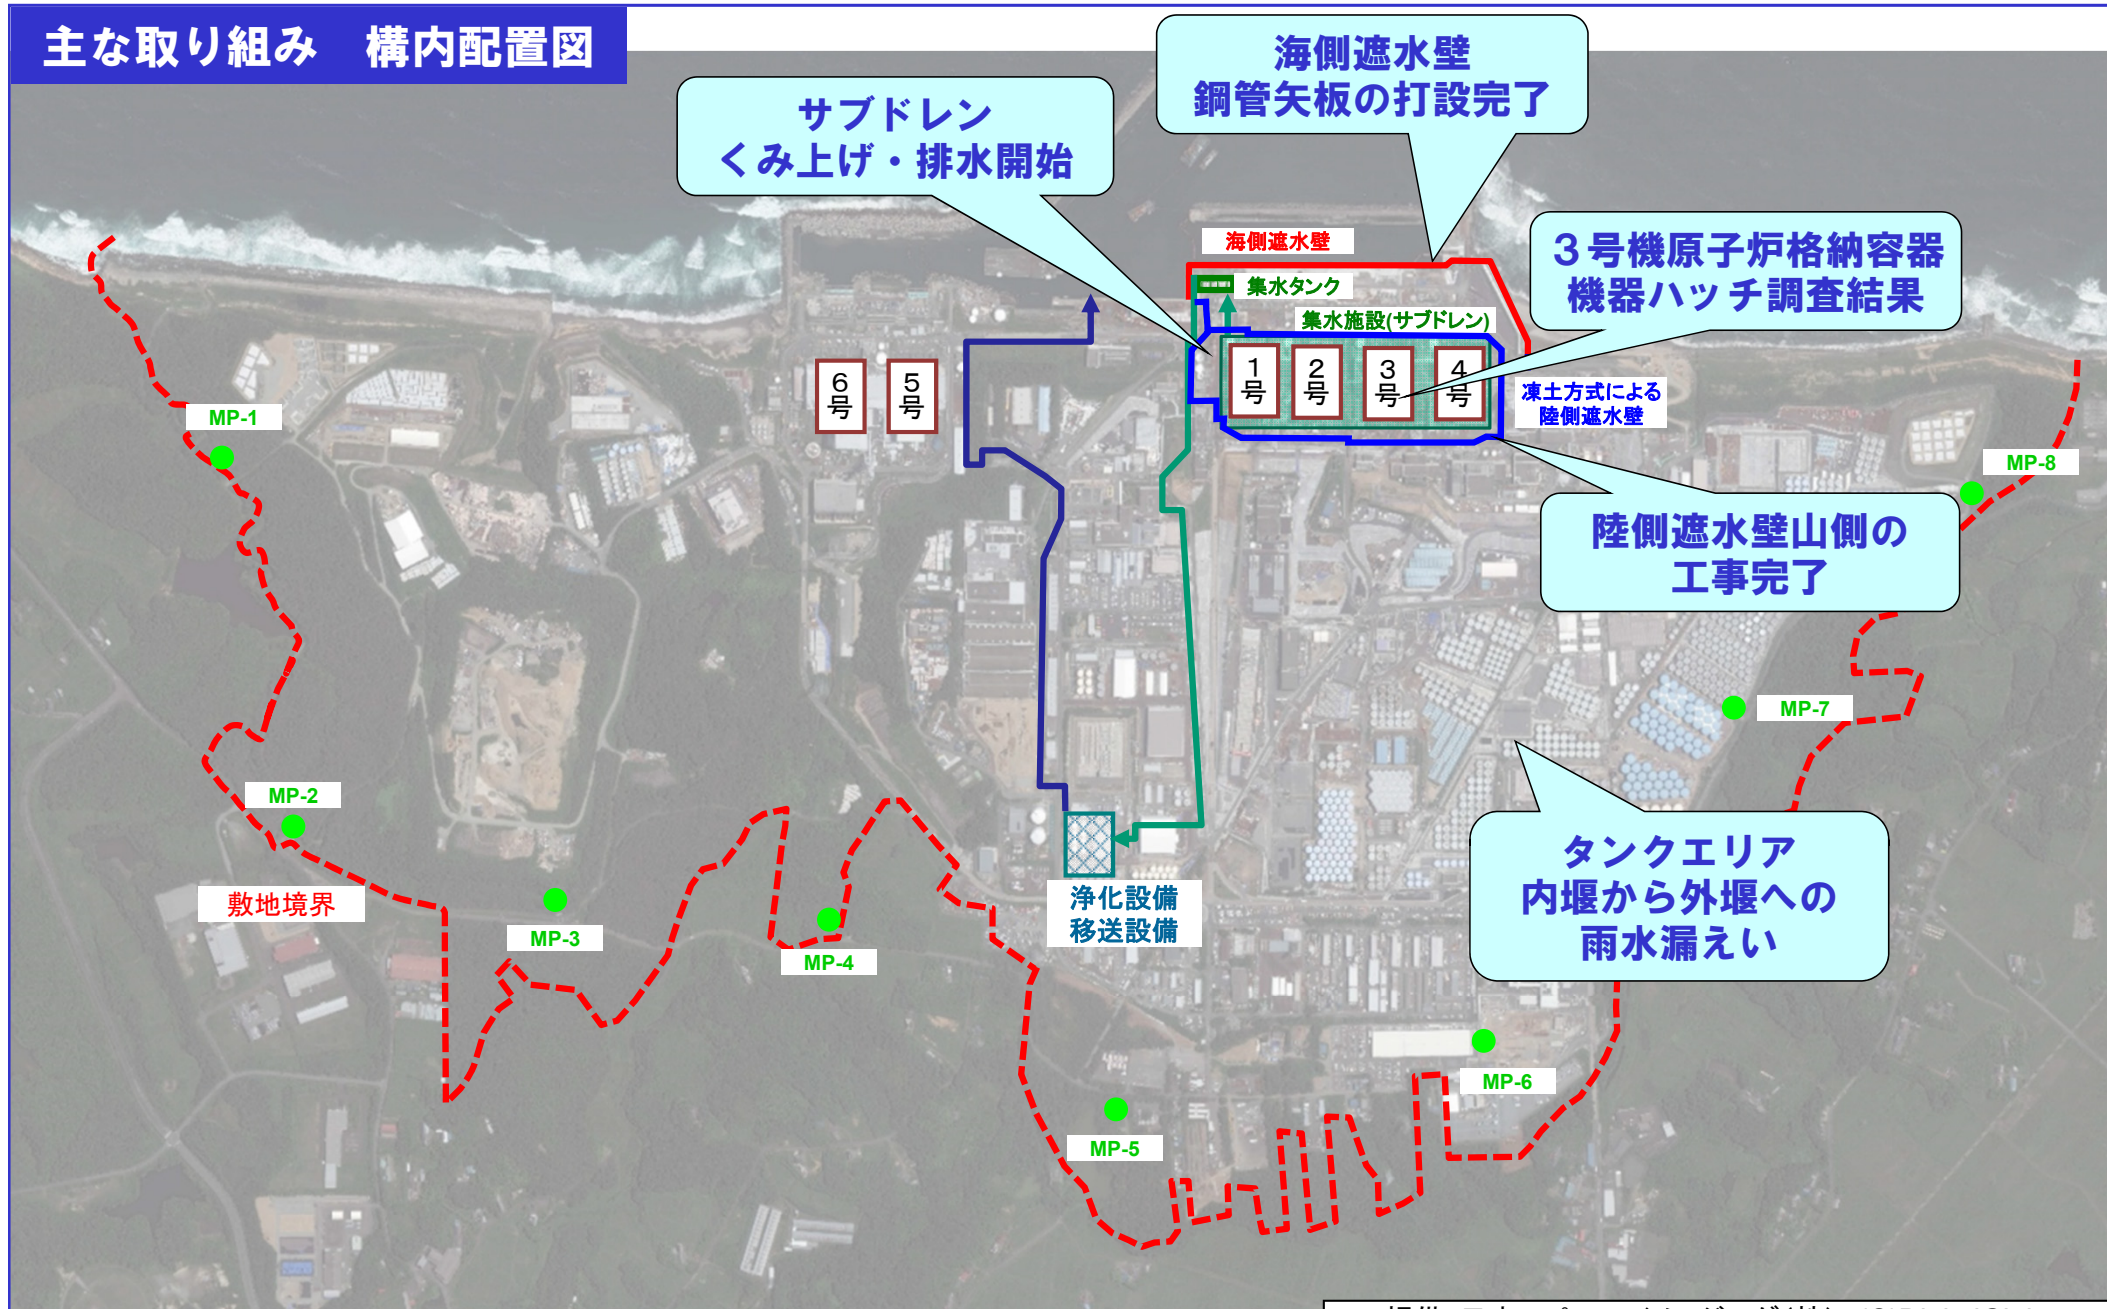 主な取り組み　構内配置図
海側遮水壁
鋼管矢板の打設完了
サブドレン
くみ上げ・排水開始
海側遮水壁
3号機原子炉格納容器
機器ハッチ調査結果
集水タンク
集水施設(サブドレン)
6号
5号
1号
2号
3号
4号
凍土方式による
陸側遮水壁
MP-1
MP-8
陸側遮水壁山側の
工事完了
MP-7
MP-2
タンクエリア
内堰から外堰への
雨水漏えい
敷地境界
浄化設備
移送設備
MP-3
MP-4
MP-6
MP-5